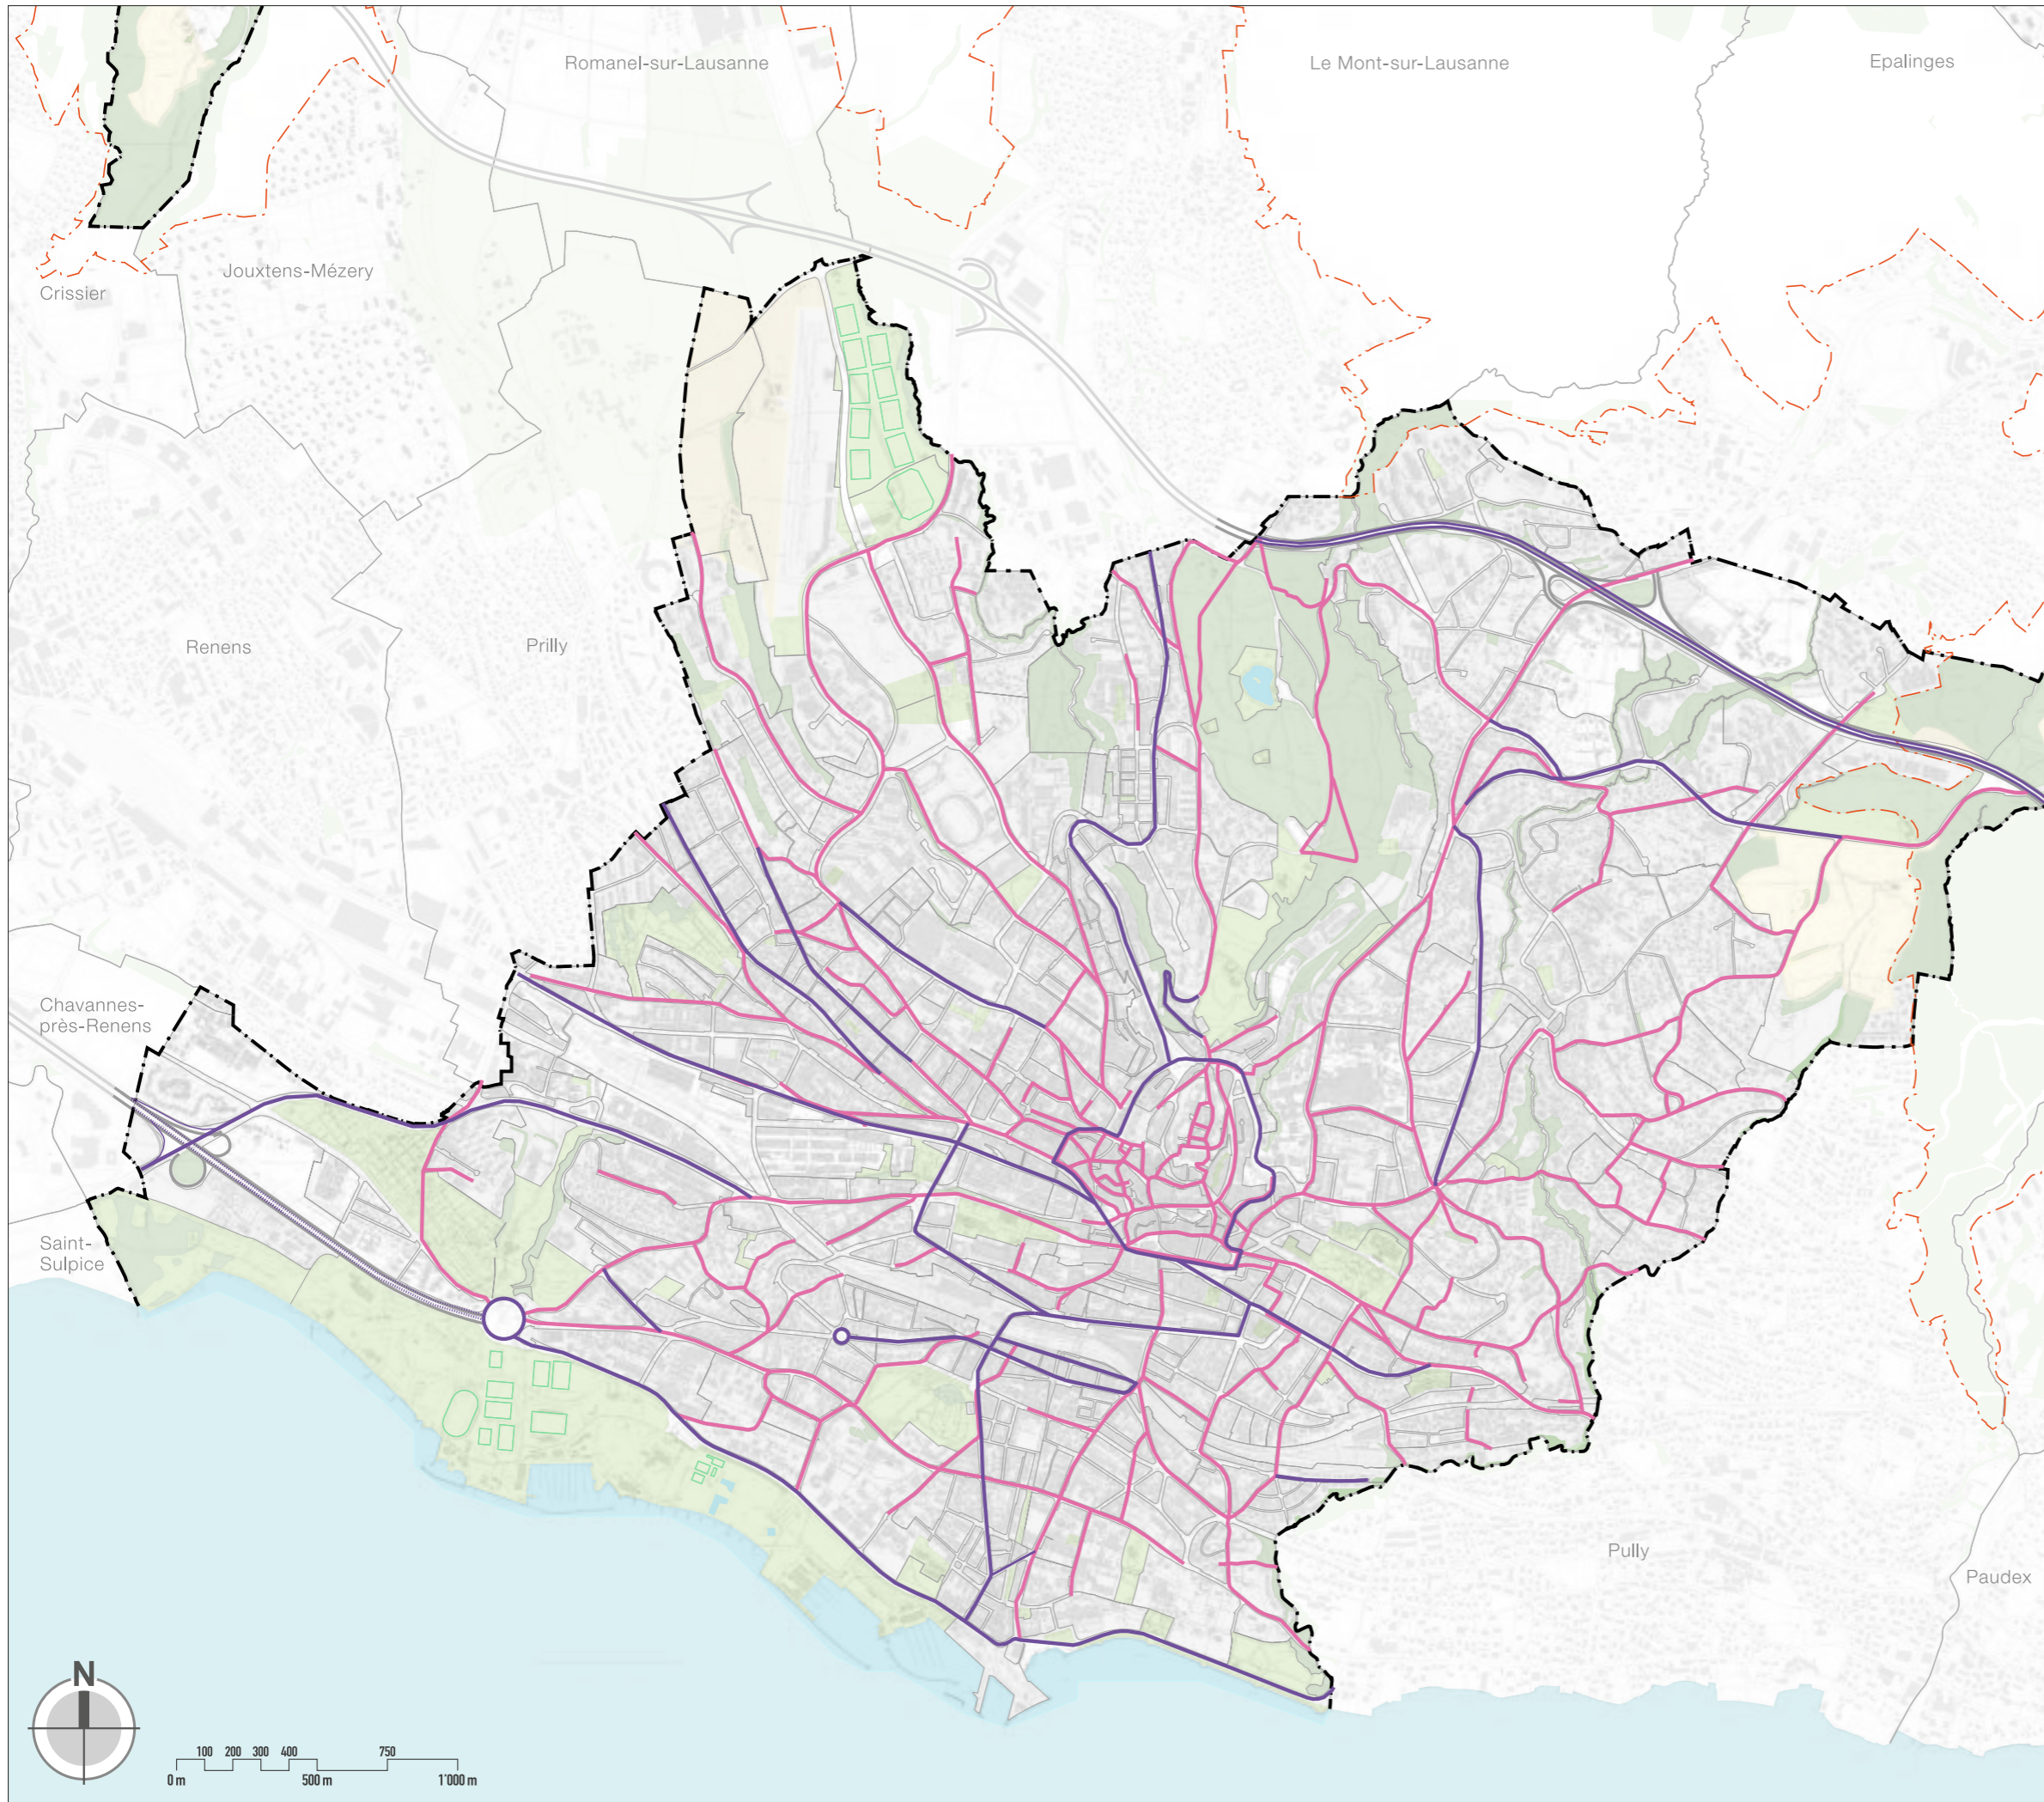 Romanel-sur-Lausanne
Le Mont-sur-Lausanne
Epalinges
Jouxtens-Mézery
Crissier
Renens
Prilly
Chavannes-
près-Renens
Saint-
Sulpice
Pully
Paudex
N
100 200 300 400 750
0 m 500 m 1'000 m